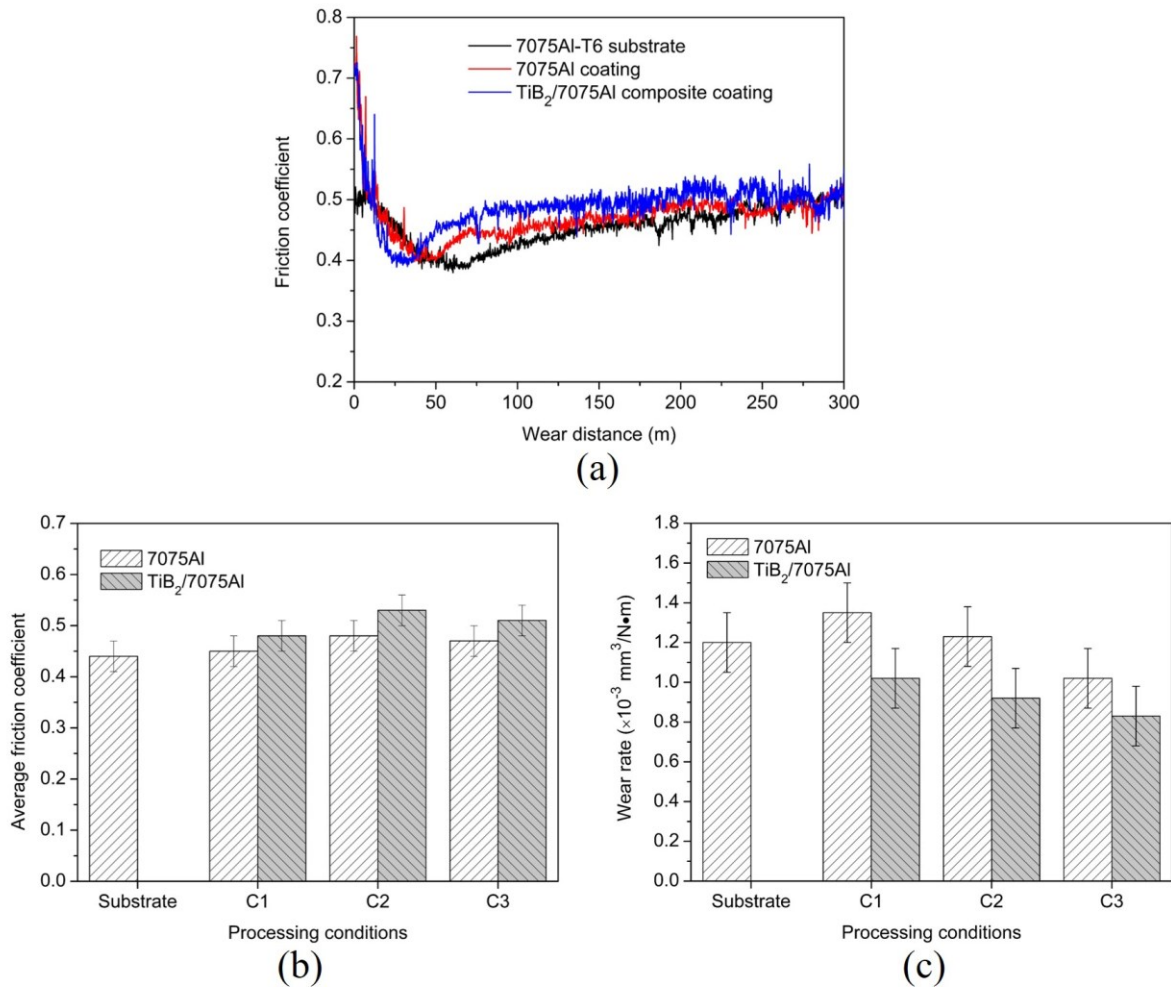 0.8
0.7
0.6
0.5
0.4
0.3
0.2
Friction coefficient
7075Al-T6 substrate
7075Al coating
TiB2/7075Al composite coating
0 50 100 150 200 250 300
Wear distance (m)
(a)
0.7
0.6
0.5
0.4
0.3
0.2
0.1
0.0
Average friction coefficient
7075Al
TiB2/7075Al
Substrate C1 C2 C3
Processing conditions
(b)
1.8
1.6
1.4
1.2
1.0
0.8
0.6
0.4
0.2
0.0
Wear rate (×10-3 mm3/N•m)
7075Al
TiB2/7075Al
Substrate C1 C2 C3
Processing conditions
(c)